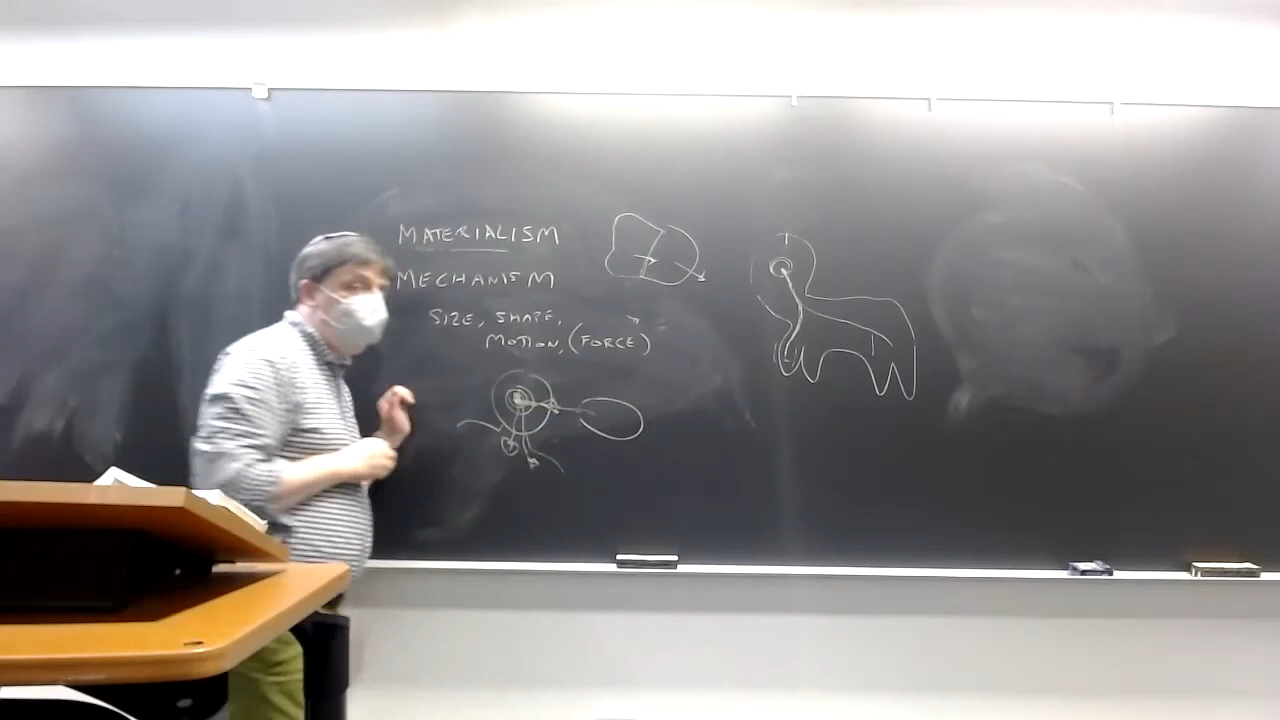 MATERIALISM
MECHANISM
SIZE, SHAPE,
MOTION, (FORCE)